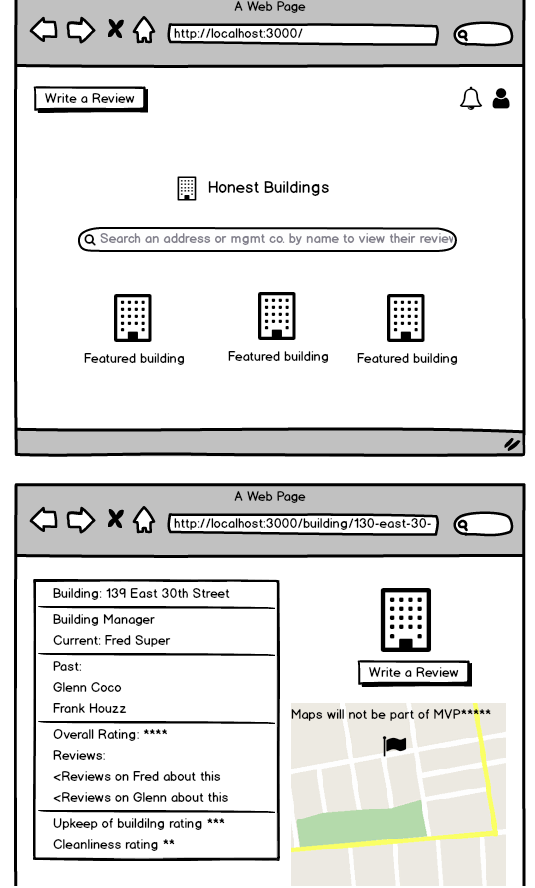 A Web Page
http://localhost:3000/
Write a Review
Honest Buildings
Search an address or mgmt co. by name to view their review
Featured building
Featured building
Featured building
A Web Page
http://localhost:3000/building/130-east-30-
Building: 139 East 30th Street
Building Manager
Current: Fred Super
Past:
Glenn Coco
Frank Houzz
Overall Rating: ****
Reviews:
<Reviews on Fred about this
<Reviews on Glenn about this
Upkeep of buildilng rating ***
Cleanliness rating **
Write a Review
Maps will not be part of MVP*****